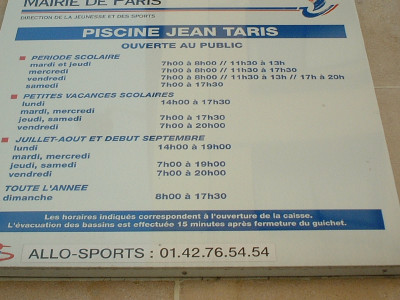 MAIRIE DE PARIS
DIRECTION DE LA JEUNESSE ET DES SPORTS
PISCINE JEAN TARIS
OUVERTE AU PUBLIC
PERIODE SCOLAIRE
mardi et jeudi 7h00 à 8h00 // 11h30 à 13h
mercredi 7h00 à 8h00 // 11h30 à 17h30
vendredi 7h00 à 8h00 // 11h30 à 13h // 17h à 20h
samedi 7h00 à 17h30
PETITES VACANCES SCOLAIRES
lundi 14h00 à 17h30
mardi, mercredi,
jeudi, samedi 7h00 à 17h30
vendredi 7h00 à 20h00
JUILLET-AOUT ET DEBUT SEPTEMBRE
lundi 14h00 à 19h00
mardi, mercredi,
jeudi, samedi 7h00 à 19h00
vendredi 7h00 à 20h00
TOUTE L'ANNEE
dimanche 8h00 à 17h30
Les horaires indiqués correspondent à l'ouverture de la caisse.
L'évacuation des bassins est effectuée 15 minutes après fermeture du guichet.
ALLO-SPORTS : 01.42.76.54.54